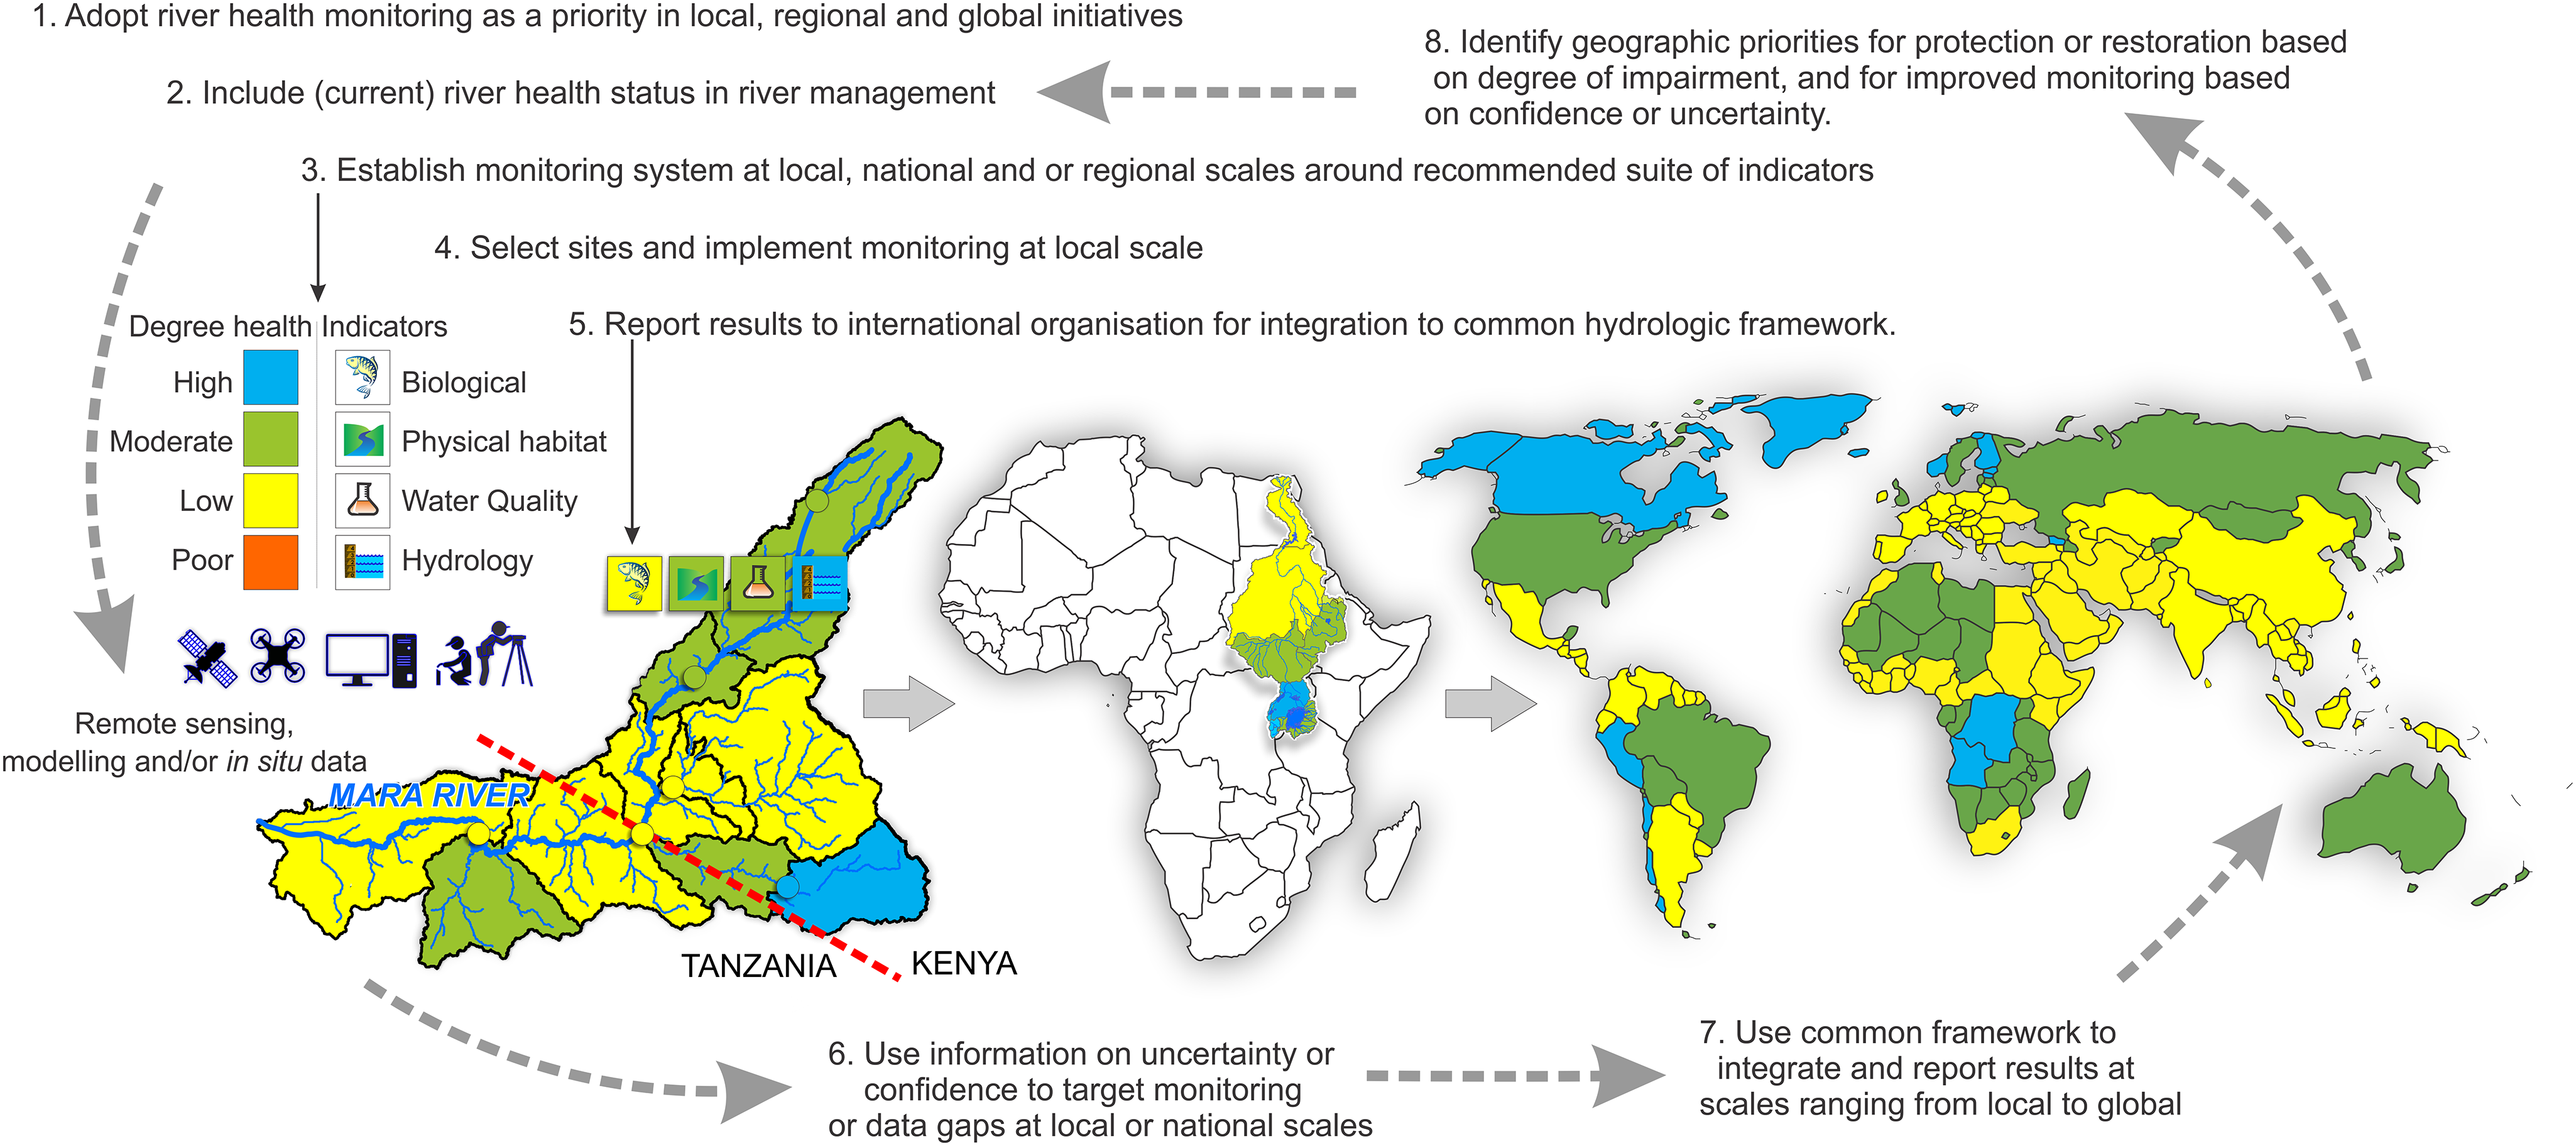 1. Adopt river health monitoring as a priority in local, regional and global initiatives
2. Include (current) river health status in river management
3. Establish monitoring system at local, national and or regional scales around recommended suite of indicators
4. Select sites and implement monitoring at local scale
5. Report results to international organisation for integration to common hydrologic framework.
8. Identify geographic priorities for protection or restoration based
on degree of impairment, and for improved monitoring based
on confidence or uncertainty.
Degree health
High
Moderate
Low
Poor
Indicators
Biological
Physical habitat
Water Quality
Hydrology
Remote sensing,
modelling and/or in situ data
MARA RIVER
TANZANIA
KENYA
6. Use information on uncertainty or
confidence to target monitoring
or data gaps at local or national scales
7. Use common framework to
integrate and report results at
scales ranging from local to global